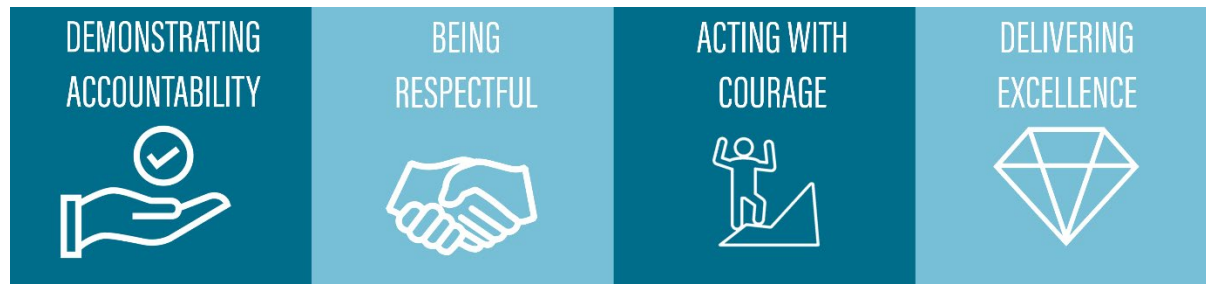 DEMONSTRATING
ACCOUNTABILITY
BEING
RESPECTFUL
ACTING WITH
COURAGE
DELIVERING
EXCELLENCE